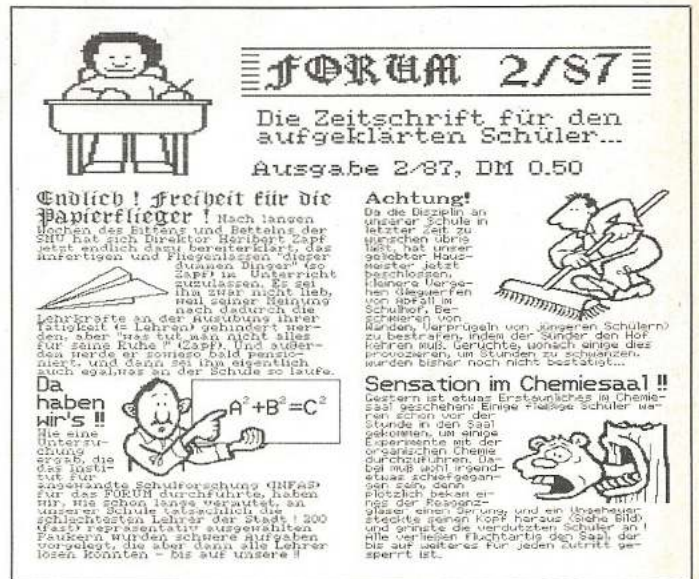 FORUM 2/87
Die Zeitschrift für den
aufgeklärten Schüler...
Ausgabe 2/87, DM 0.50
Endlich ! Freiheit für die
Papierflieger ! Nach langen
Wochen des Bittens und Bettelns der
SMV hat sich Direktor Heribert Zapf
jetzt endlich dazu bereiterklärt, das
Anfertigen und Fliegenlassen "dieser
dummen Dinger" (so
Zapf) im Unterricht
zuzulassen. Es sei
ihm zwar nicht lieb,
weil seiner Meinung
nach dadurch die
Lehrkräfte an der Ausübung ihrer
Tätigkeit (= Lehren) gehindert wer-
den, aber "was tut man nicht alles
für seine Ruhe !" (Zapf). Und außer-
dem werde er sowieso bald pensio-
niert, und dann sei ihm eigentlich
auch egal,was an der Schule so laufe.
Da
haben
wir's !!
Wie eine
Untersu-
chung
ergab, die
das Insti-
tut für
angewandte Schulforschung (INFAS)
für das FORUM durchführte, haben
wir, wie schon lange vermutet, an
unserer Schule tatsächlich die
schlechtesten Lehrer der Stadt ! 200
(fast) repräsentativ ausgewählten
Paukern wurden schwere Aufgaben
vorgelegt, die aber dann alle Lehrer
lösen konnten - bis auf unsere !!
A²+B²=C²
Achtung!
Da die Disziplin an
unserer Schule in
letzter Zeit zu
wünschen übrig
läßt, hat unser
geliebter Haus-
meister jetzt
beschlossen,
kleinere Verge-
hen (Wegwerfen
von Abfall im
Schulhof, Be-
schmieren von
Wänden, Verprügeln von jüngeren Schülern)
zu bestrafen, indem der Sünder den Hof
kehren muß. Gerüchte, wonach einige dies
provozieren, um Stunden zu schwänzen,
wurden bisher noch nicht bestätigt...
Sensation im Chemiesaal !!
Gestern ist etwas Erstaunliches im Chemie-
saal geschehen: Einige fleißige Schüler wa-
ren schon vor der
Stunde in den Saal
gekommen, um einige
Experimente mit der
organischen Chemie
durchzuführen. Da-
bei muß wohl irgend-
etwas schiefgegan-
gen sein, denn
plötzlich bekam ei-
nes der Reagenz-
gläser einen Sprung, und ein Ungeheuer
steckte seinen Kopf heraus (Siehe Bild)
und grinste die verdutzten Schüler an !
Alle verließen fluchtartig den Saal, der
bis auf weiteres für jeden Zutritt ge-
sperrt ist.